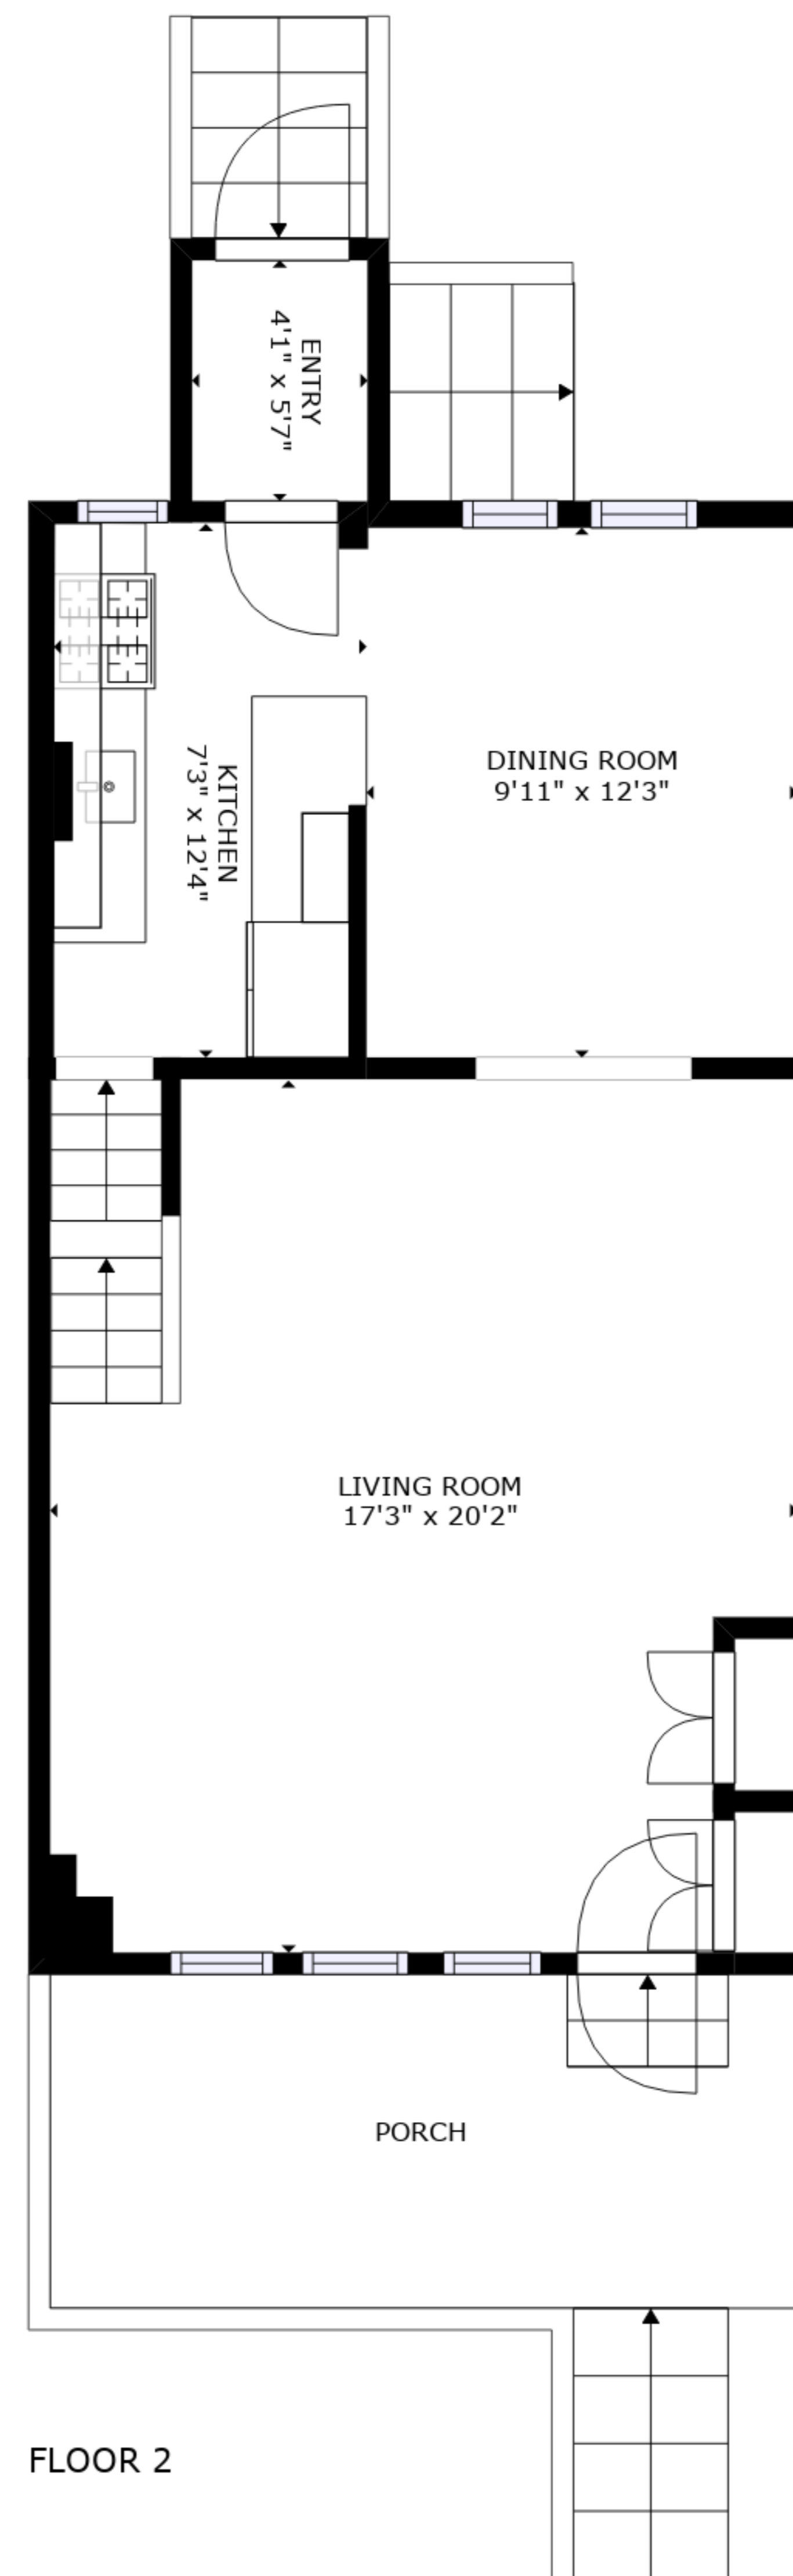 ENTRY
4'1" x 5'7"
DINING ROOM
9'11" x 12'3"
KITCHEN
7'3" x 12'4"
LIVING ROOM
17'3" x 20'2"
PORCH
FLOOR 2